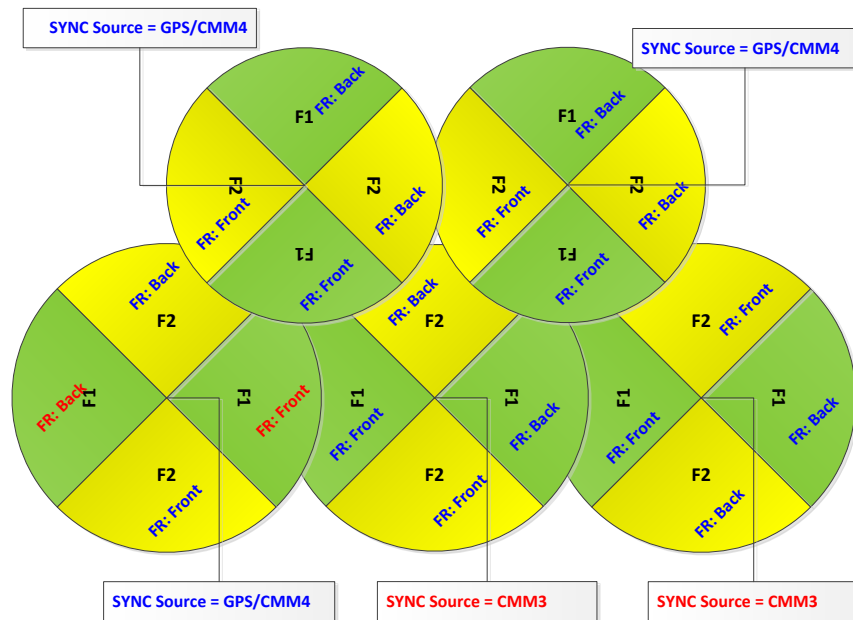 SYNC Source = GPS/CMM4
SYNC Source = GPS/CMM4
FR: Back
F1
F2
FR: Front
F2
FR: Back
F1
FR: Front
FR: Back
F1
F2
FR: Front
F2
FR: Back
F1
FR: Front
FR: Back
F2
F1
FR: Back
F1
FR: Front
F2
FR: Front
FR: Back
F2
F1
FR: Front
F1
FR: Back
F2
FR: Front
FR: Front
F2
F1
FR: Front
F1
FR: Back
F2
FR: Back
SYNC Source = GPS/CMM4
SYNC Source = CMM3
SYNC Source = CMM3